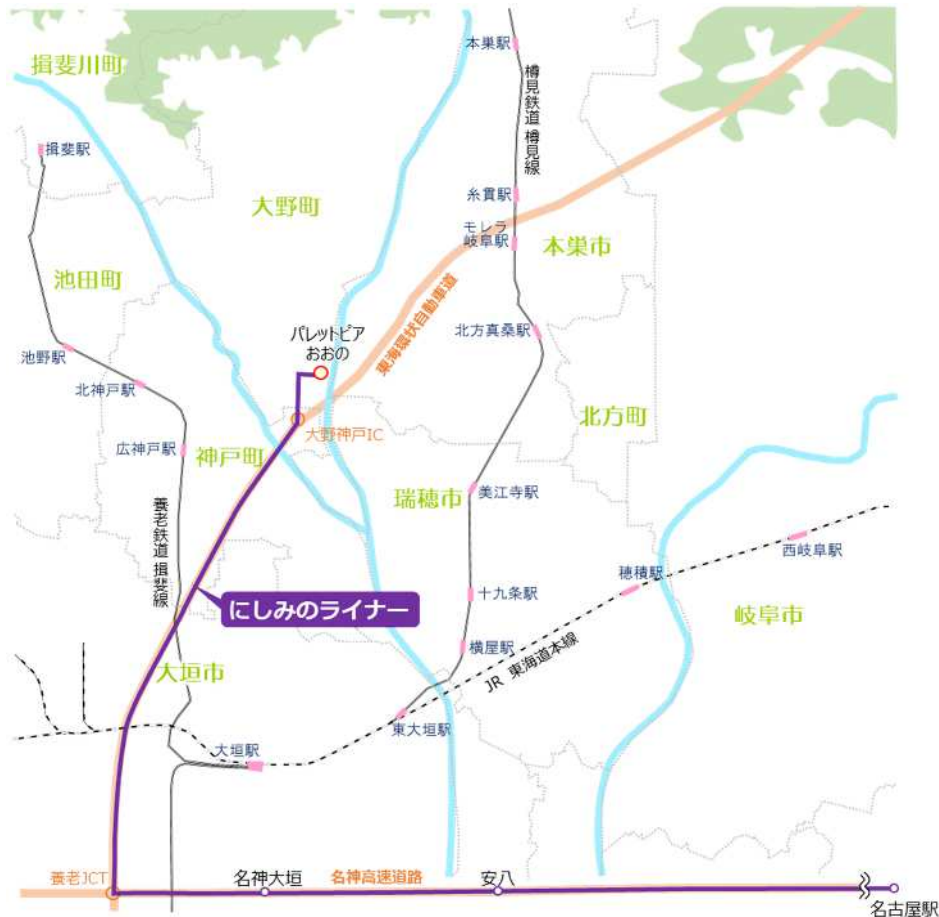 本巣駅
揖斐川町
樽見鉄道 樽見線
揖斐駅
大野町
糸貫駅
モレラ
岐阜駅
本巣市
池田町
東海環状自動車道
パレットピア
おおの
北方真桑駅
池野駅
北神戸駅
北方町
大野神戸IC
広神戸駅
神戸町
瑞穂市
美江寺駅
養老鉄道 揖斐線
西岐阜駅
穂積駅
にしみのライナー
十九条駅
岐阜市
横屋駅
大垣市
JR 東海道本線
東大垣駅
大垣駅
養老JCT
名神大垣
名神高速道路
安八
名古屋駅